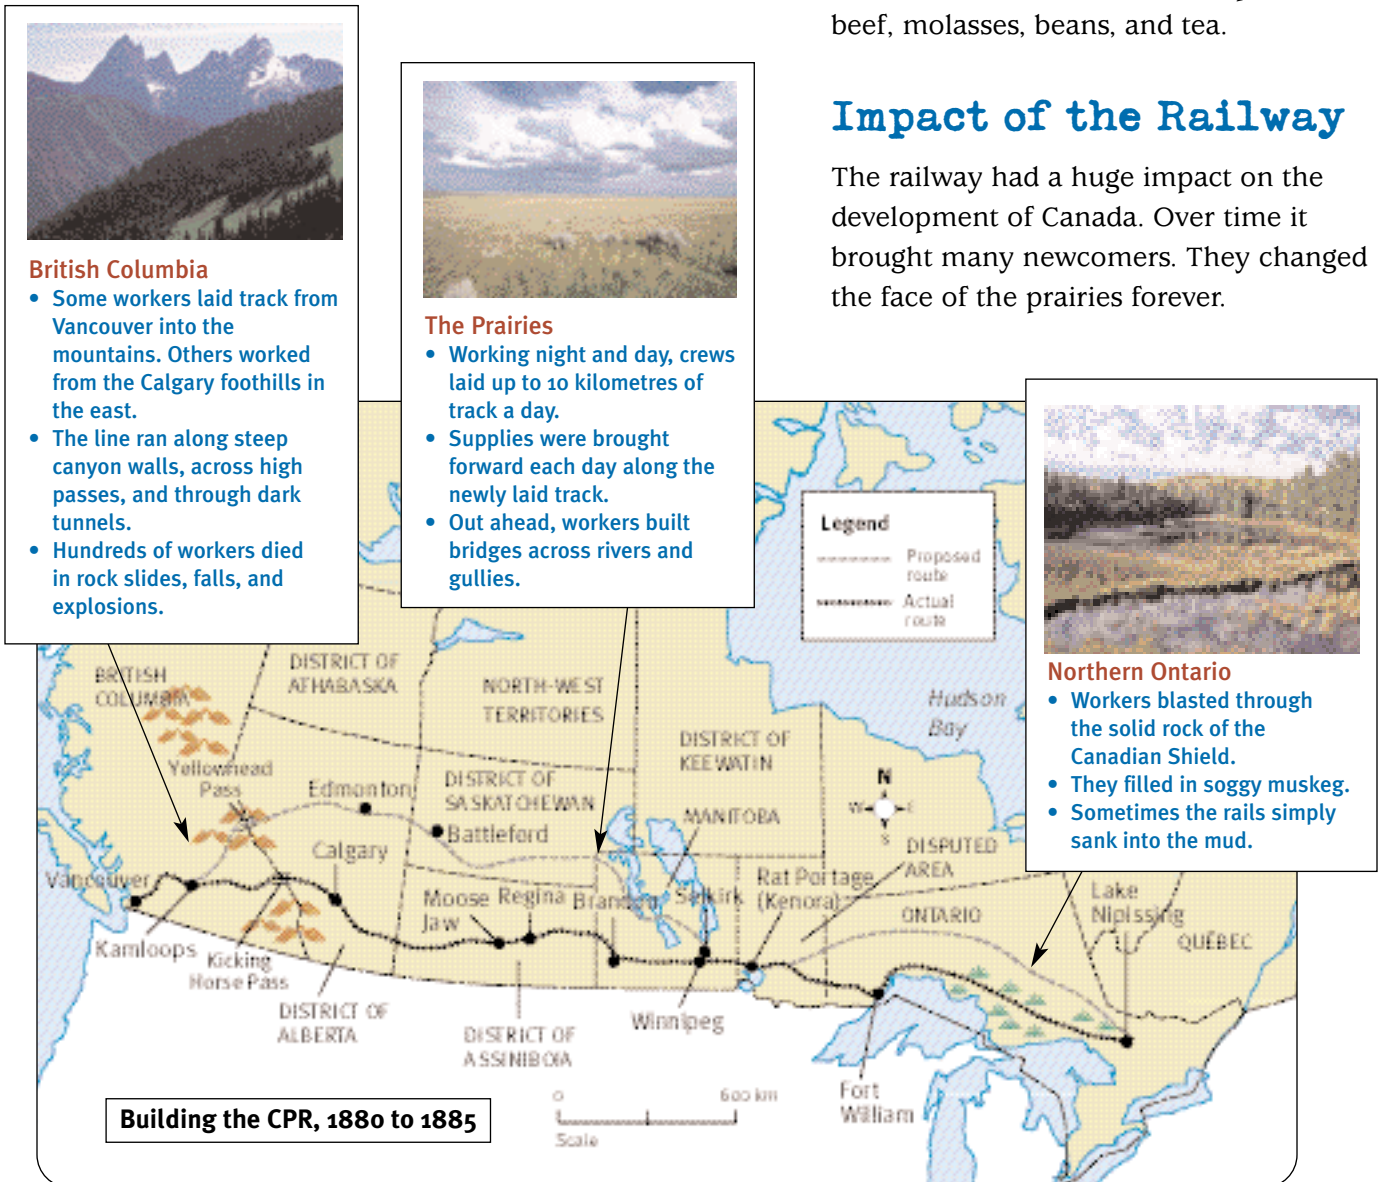 beef, molasses, beans, and tea.
Impact of the Railway
The railway had a huge impact on the
development of Canada. Over time it
brought many newcomers. They changed
the face of the prairies forever.
British Columbia
• Some workers laid track from
Vancouver into the
mountains. Others worked
from the Calgary foothills in
the east.
• The line ran along steep
canyon walls, across high
passes, and through dark
tunnels.
• Hundreds of workers died
in rock slides, falls, and
explosions.
The Prairies
• Working night and day, crews
laid up to 10 kilometres of
track a day.
• Supplies were brought
forward each day along the
newly laid track.
• Out ahead, workers built
bridges across rivers and
gullies.
Northern Ontario
• Workers blasted through
the solid rock of the
Canadian Shield.
• They filled in soggy muskeg.
• Sometimes the rails simply
sank into the mud.
Legend
Proposed
route
Actual
route
BRITISH
COLUMBIA
DISTRICT OF
ATHABASKA
NORTH-WEST
TERRITORIES
DISTRICT OF
KEEWATIN
Hudson
Bay
Yellowhead
Pass
Edmonton
DISTRICT OF
SASKATCHEWAN
Battleford
MANITOBA
N
W
E
S
DISPUTED
AREA
Calgary
Vancouver
Moose
Jaw
Regina
Brandon
Selkirk
Rat Portage
(Kenora)
ONTARIO
Lake
Nipissing
QUÉBEC
Kamloops
Kicking
Horse Pass
DISTRICT OF
ALBERTA
DISTRICT OF
ASSINIBOIA
Winnipeg
Fort
William
0
600 km
Scale
Building the CPR, 1880 to 1885